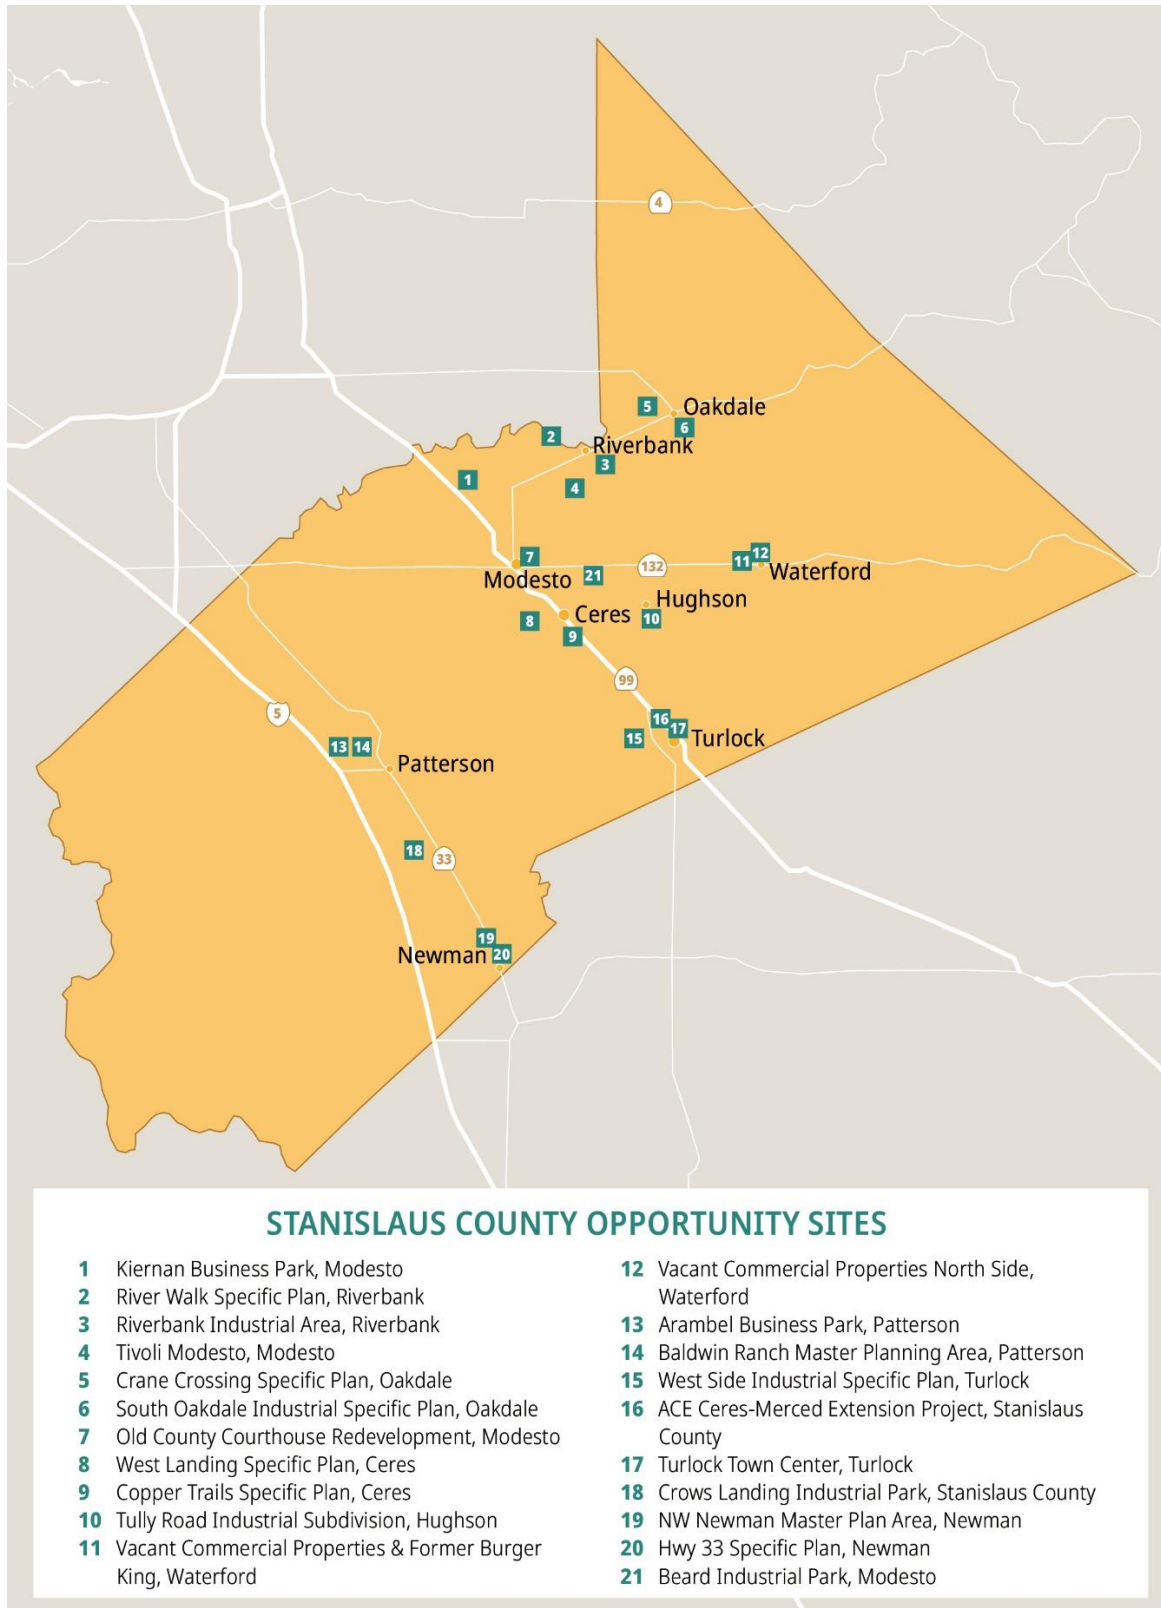 4
5
Oakdale
6
2
Riverbank
3
1
4
7
12
11
132
Waterford
Modesto
21
Hughson
Ceres
10
8
9
99
5
16
17
15
Turlock
13
14
Patterson
18
33
19
Newman
20
STANISLAUS COUNTY OPPORTUNITY SITES
1 Kiernan Business Park, Modesto
2 River Walk Specific Plan, Riverbank
3 Riverbank Industrial Area, Riverbank
4 Tivoli Modesto, Modesto
5 Crane Crossing Specific Plan, Oakdale
6 South Oakdale Industrial Specific Plan, Oakdale
7 Old County Courthouse Redevelopment, Modesto
8 West Landing Specific Plan, Ceres
9 Copper Trails Specific Plan, Ceres
10 Tully Road Industrial Subdivision, Hughson
11 Vacant Commercial Properties & Former Burger
King, Waterford
12 Vacant Commercial Properties North Side,
Waterford
13 Arambel Business Park, Patterson
14 Baldwin Ranch Master Planning Area, Patterson
15 West Side Industrial Specific Plan, Turlock
16 ACE Ceres-Merced Extension Project, Stanislaus
County
17 Turlock Town Center, Turlock
18 Crows Landing Industrial Park, Stanislaus County
19 NW Newman Master Plan Area, Newman
20 Hwy 33 Specific Plan, Newman
21 Beard Industrial Park, Modesto